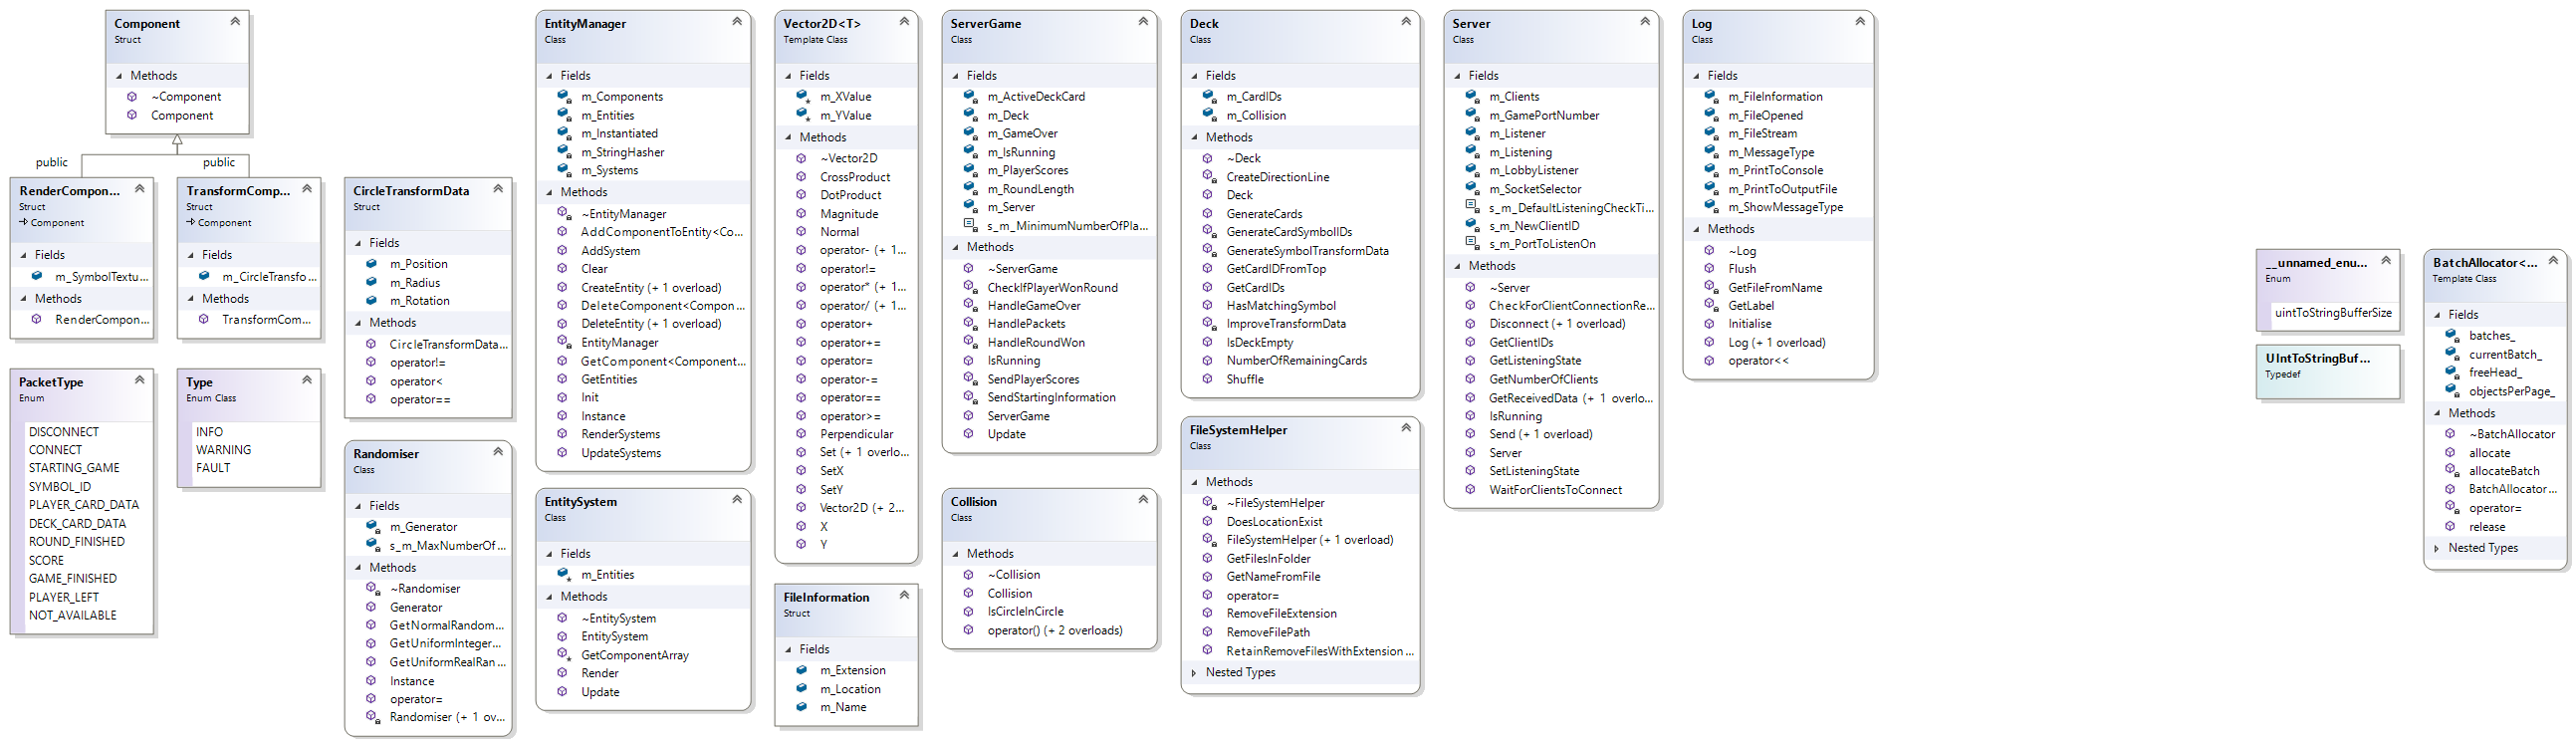 Component
Struct
Methods
~Component
Component
public
public
RenderCompon...
Struct
Component
Fields
m_SymbolTextu...
Methods
RenderCompon...
TransformComp...
Struct
Component
Fields
m_CircleTransfo...
Methods
TransformCom...
PacketType
Enum
DISCONNECT
CONNECT
STARTING_GAME
SYMBOL_ID
PLAYER_CARD_DATA
DECK_CARD_DATA
ROUND_FINISHED
SCORE
GAME_FINISHED
PLAYER_LEFT
NOT_AVAILABLE
Type
Enum Class
INFO
WARNING
FAULT
CircleTransformData
Struct
Fields
m_Position
m_Radius
m_Rotation
Methods
CircleTransformData...
operator!=
operator<
operator==
Randomiser
Class
Fields
m_Generator
s_m_MaxNumberOf...
Methods
~Randomiser
Generator
GetNormalRandom...
GetUniformInteger...
GetUniformRealRan...
Instance
operator=
Randomiser (+ 1 ov...
EntityManager
Class
Fields
m_Components
m_Entities
m_Instantiated
m_StringHasher
m_Systems
Methods
~EntityManager
AddComponentToEntity<Co...
AddSystem
Clear
CreateEntity (+ 1 overload)
DeleteComponent<Compon...
DeleteEntity (+ 1 overload)
EntityManager
GetComponent<Component...
GetEntities
Init
Instance
RenderSystems
UpdateSystems
EntitySystem
Class
Fields
m_Entities
Methods
~EntitySystem
EntitySystem
GetComponentArray
Render
Update
Vector2D<T>
Template Class
Fields
m_XValue
m_YValue
Methods
~Vector2D
CrossProduct
DotProduct
Magnitude
Normal
operator- (+ 1...
operator!=
operator* (+ 1...
operator/ (+ 1...
operator+
operator+=
operator=
operator-=
operator==
operator>=
Perpendicular
Set (+ 1 overlo...
SetX
SetY
Vector2D (+ 2...
X
Y
FileInformation
Struct
Fields
m_Extension
m_Location
m_Name
ServerGame
Class
Fields
m_ActiveDeckCard
m_Deck
m_GameOver
m_IsRunning
m_PlayerScores
m_RoundLength
m_Server
s_m_MinimumNumberOfPla...
Methods
~ServerGame
CheckIfPlayerWonRound
HandleGameOver
HandlePackets
HandleRoundWon
IsRunning
SendPlayerScores
SendStartingInformation
ServerGame
Update
Collision
Class
Methods
~Collision
Collision
IsCircleInCircle
operator() (+ 2 overloads)
Deck
Class
Fields
m_CardIDs
m_Collision
Methods
~Deck
CreateDirectionLine
Deck
GenerateCards
GenerateCardSymbolIDs
GenerateSymbolTransformData
GetCardIDFromTop
GetCardIDs
HasMatchingSymbol
ImproveTransformData
IsDeckEmpty
NumberOfRemainingCards
Shuffle
FileSystemHelper
Class
Methods
~FileSystemHelper
DoesLocationExist
FileSystemHelper (+ 1 overload)
GetFilesInFolder
GetNameFromFile
operator=
RemoveFileExtension
RemoveFilePath
RetainRemoveFilesWithExtension...
Nested Types
Server
Class
Fields
m_Clients
m_GamePortNumber
m_Listener
m_Listening
m_LobbyListener
m_SocketSelector
s_m_DefaultListeningCheckTi...
s_m_NewClientID
s_m_PortToListenOn
Methods
~Server
CheckForClientConnectionRe...
Disconnect (+ 1 overload)
GetClientIDs
GetListeningState
GetNumberOfClients
GetReceivedData (+ 1 overlo...
IsRunning
Send (+ 1 overload)
Server
SetListeningState
WaitForClientsToConnect
Log
Class
Fields
m_FileInformation
m_FileOpened
m_FileStream
m_MessageType
m_PrintToConsole
m_PrintToOutputFile
m_ShowMessageType
Methods
~Log
Flush
GetFileFromName
GetLabel
Initialise
Log (+ 1 overload)
operator<<
__unnamed_enu...
Enum
uintToStringBufferSize
UIntToStringBuf...
Typedef
BatchAllocator<...
Template Class
Fields
batches_
currentBatch_
freeHead_
objectsPerPage_
Methods
~BatchAllocator
allocate
allocateBatch
BatchAllocator...
operator=
release
Nested Types